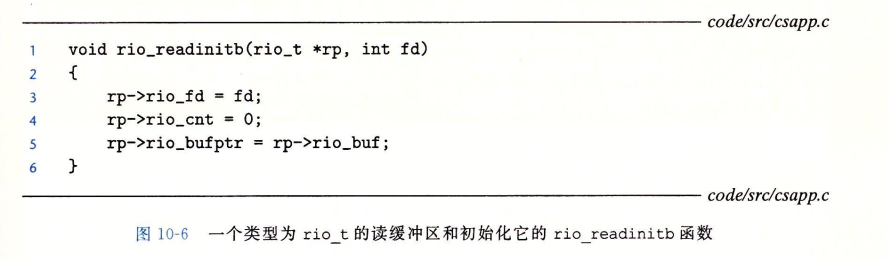 code/src/csapp.c
1 void rio_readinitb(rio_t *rp, int fd)
2 {
3     rp->rio_fd = fd;
4     rp->rio_cnt = 0;
5     rp->rio_bufptr = rp->rio_buf;
6 }
code/src/csapp.c
图 10-6 一个类型为 rio_t 的读缓冲区和初始化它的 rio_readinitb 函数